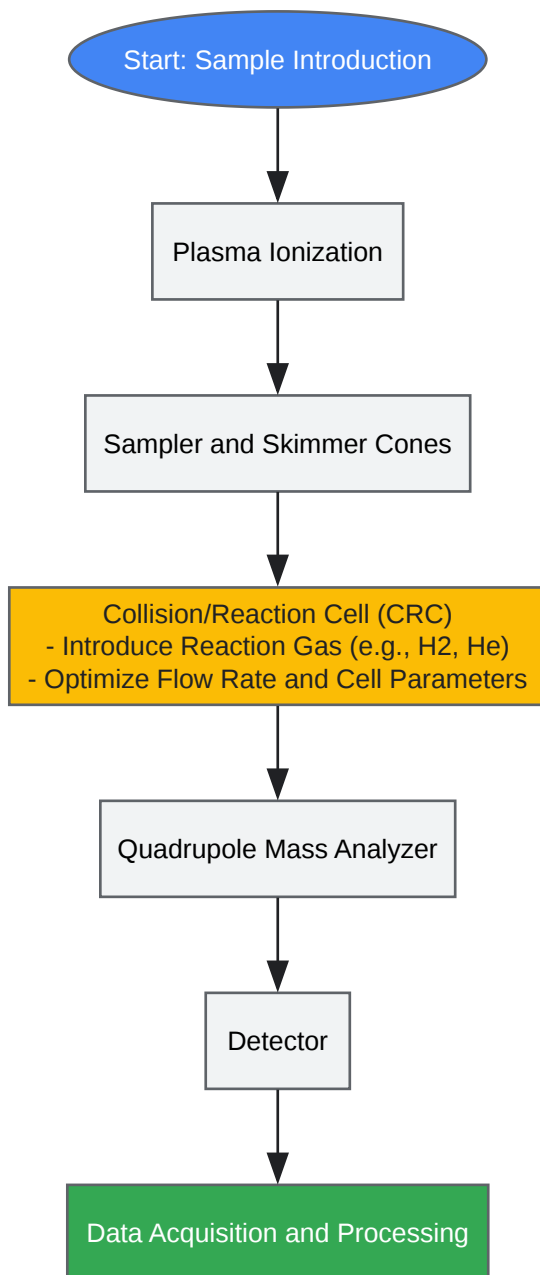 Start: Sample Introduction
Plasma Ionization
Sampler and Skimmer Cones
Collision/Reaction Cell (CRC)
- Introduce Reaction Gas (e.g., H2, He)
- Optimize Flow Rate and Cell Parameters
Quadrupole Mass Analyzer
Detector
Data Acquisition and Processing